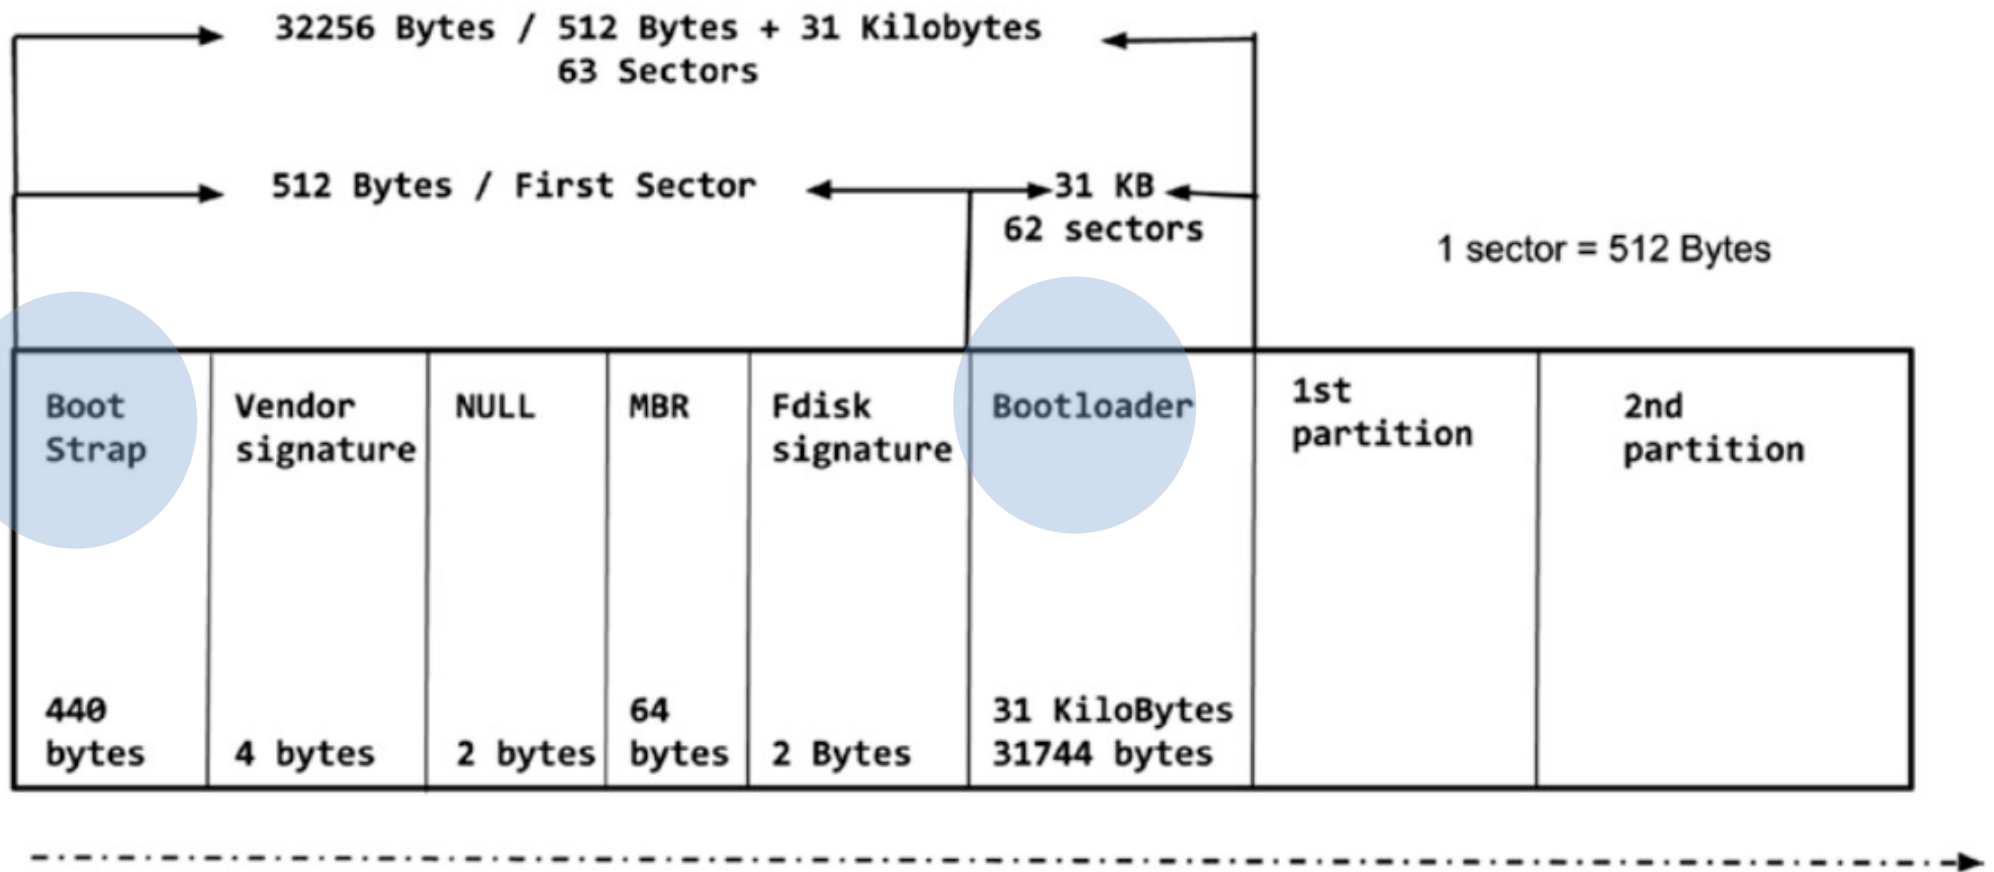 32256 Bytes / 512 Bytes + 31 Kilobytes
63 Sectors
512 Bytes / First Sector
31 KB
62 sectors
1 sector = 512 Bytes
Boot
Strap
440
bytes
Vendor
signature
4 bytes
NULL
2 bytes
MBR
64
bytes
Fdisk
signature
2 Bytes
Bootloader
31 KiloBytes
31744 bytes
1st
partition
2nd
partition